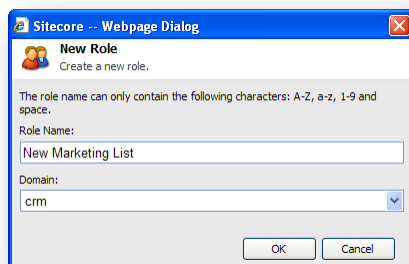 Sitecore -- Webpage Dialog
New Role
Create a new role.
The role name can only contain the following characters: A-Z, a-z, 1-9 and
space.
Role Name:
New Marketing List
Domain:
crm
OK Cancel